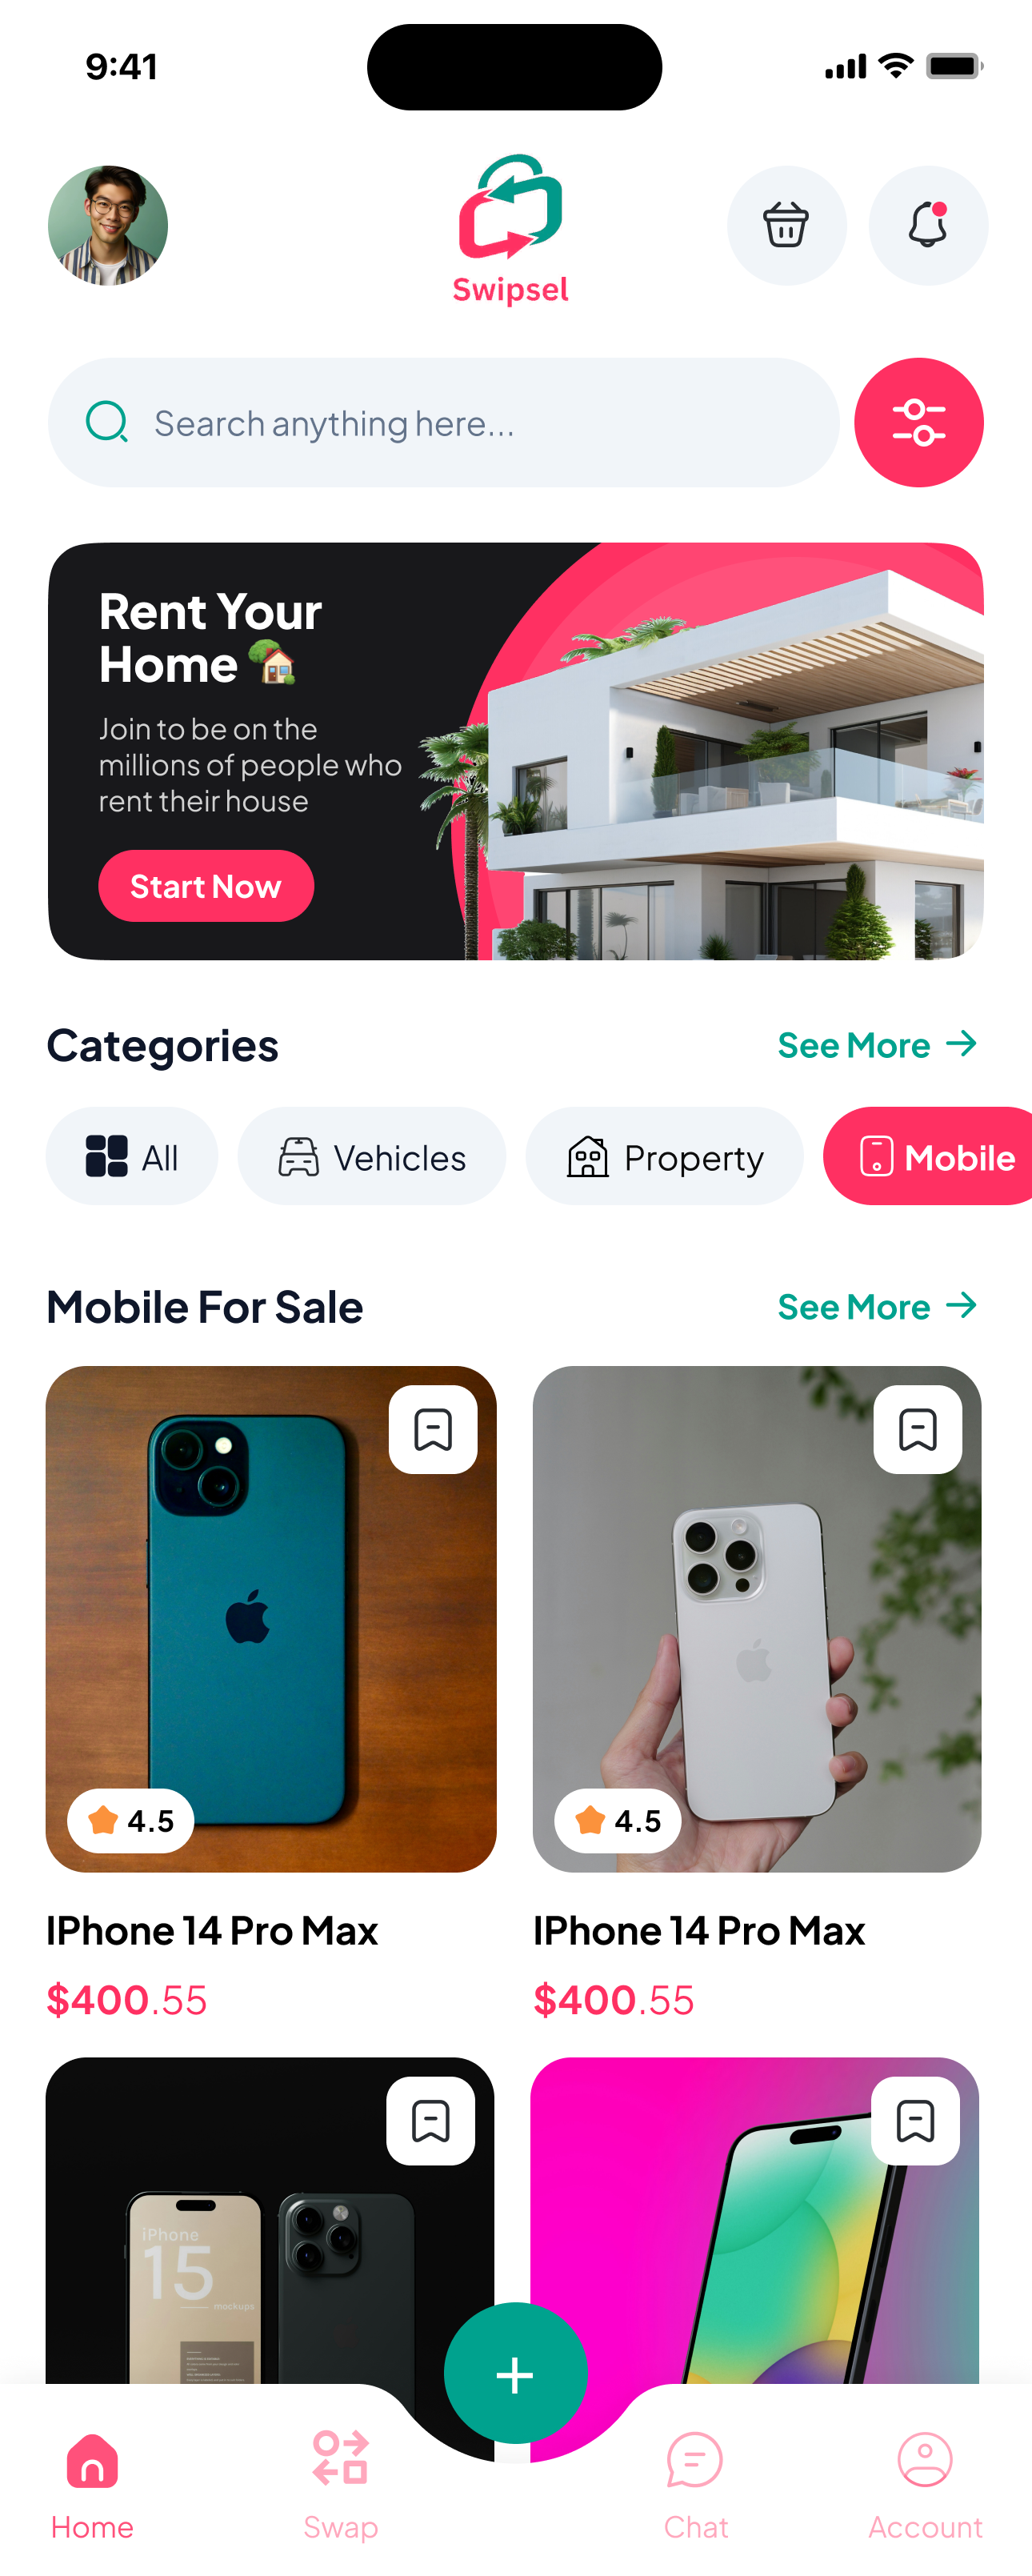 9:41
Swipsel
Search anything here...
Rent Your
Home
Join to be on the
millions of people who
rent their house
Start Now
Categories
See More
All
Vehicles
Property
Mobile
Mobile For Sale
See More
4.5
4.5
IPhone 14 Pro Max
IPhone 14 Pro Max
$400.55
$400.55
iPhone
15
mockups
Home
Swap
Chat
Account